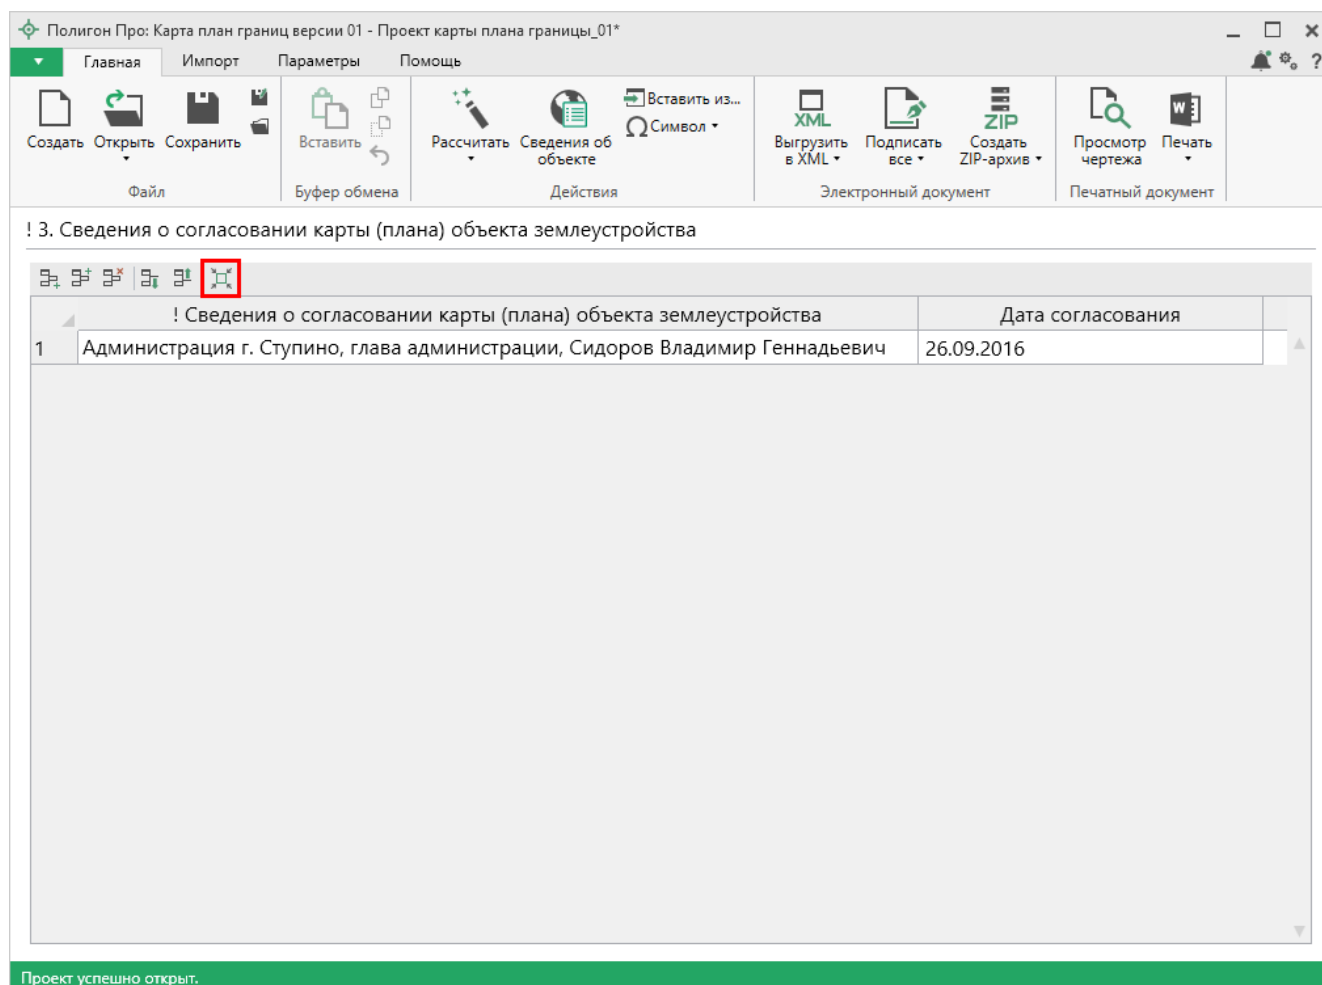 Полигон Про: Карта план границ версии 01 - Проект карты плана границы_01*
Главная Импорт Параметры Помощь
?
Создать Открыть Сохранить
Вставить
Рассчитать Сведения об объекте
Вставить из...
Символ
XML
Выгрузить в XML
Подписать все
ZIP
Создать ZIP-архив
Просмотр чертежа
W
Печать
Файл Буфер обмена Действия Электронный документ Печатный документ
! 3. Сведения о согласовании карты (плана) объекта землеустройства
! Сведения о согласовании карты (плана) объекта землеустройства Дата согласования
1 Администрация г. Ступино, глава администрации, Сидоров Владимир Геннадьевич 26.09.2016
Проект успешно открыт.